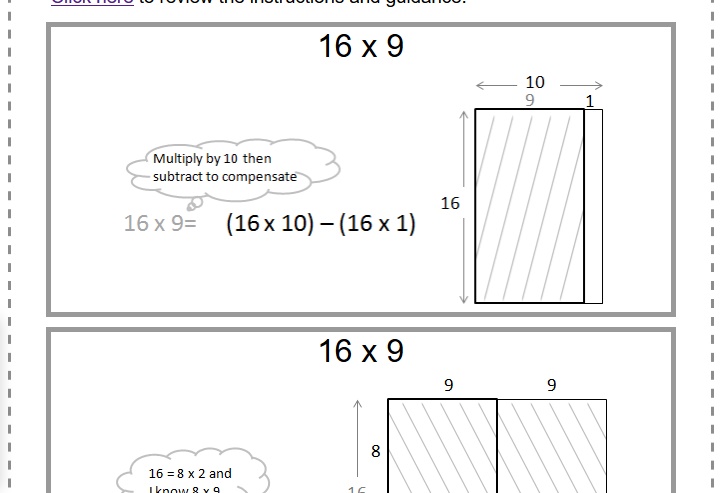 Click here to review the instructions and guidance.
16 x 9
10
9 1
Multiply by 10 then
subtract to compensate
16
16 x 9= (16 x 10) – (16 x 1)
16 x 9
9 9
8
16 = 8 x 2 and
I know 8 x 9
16